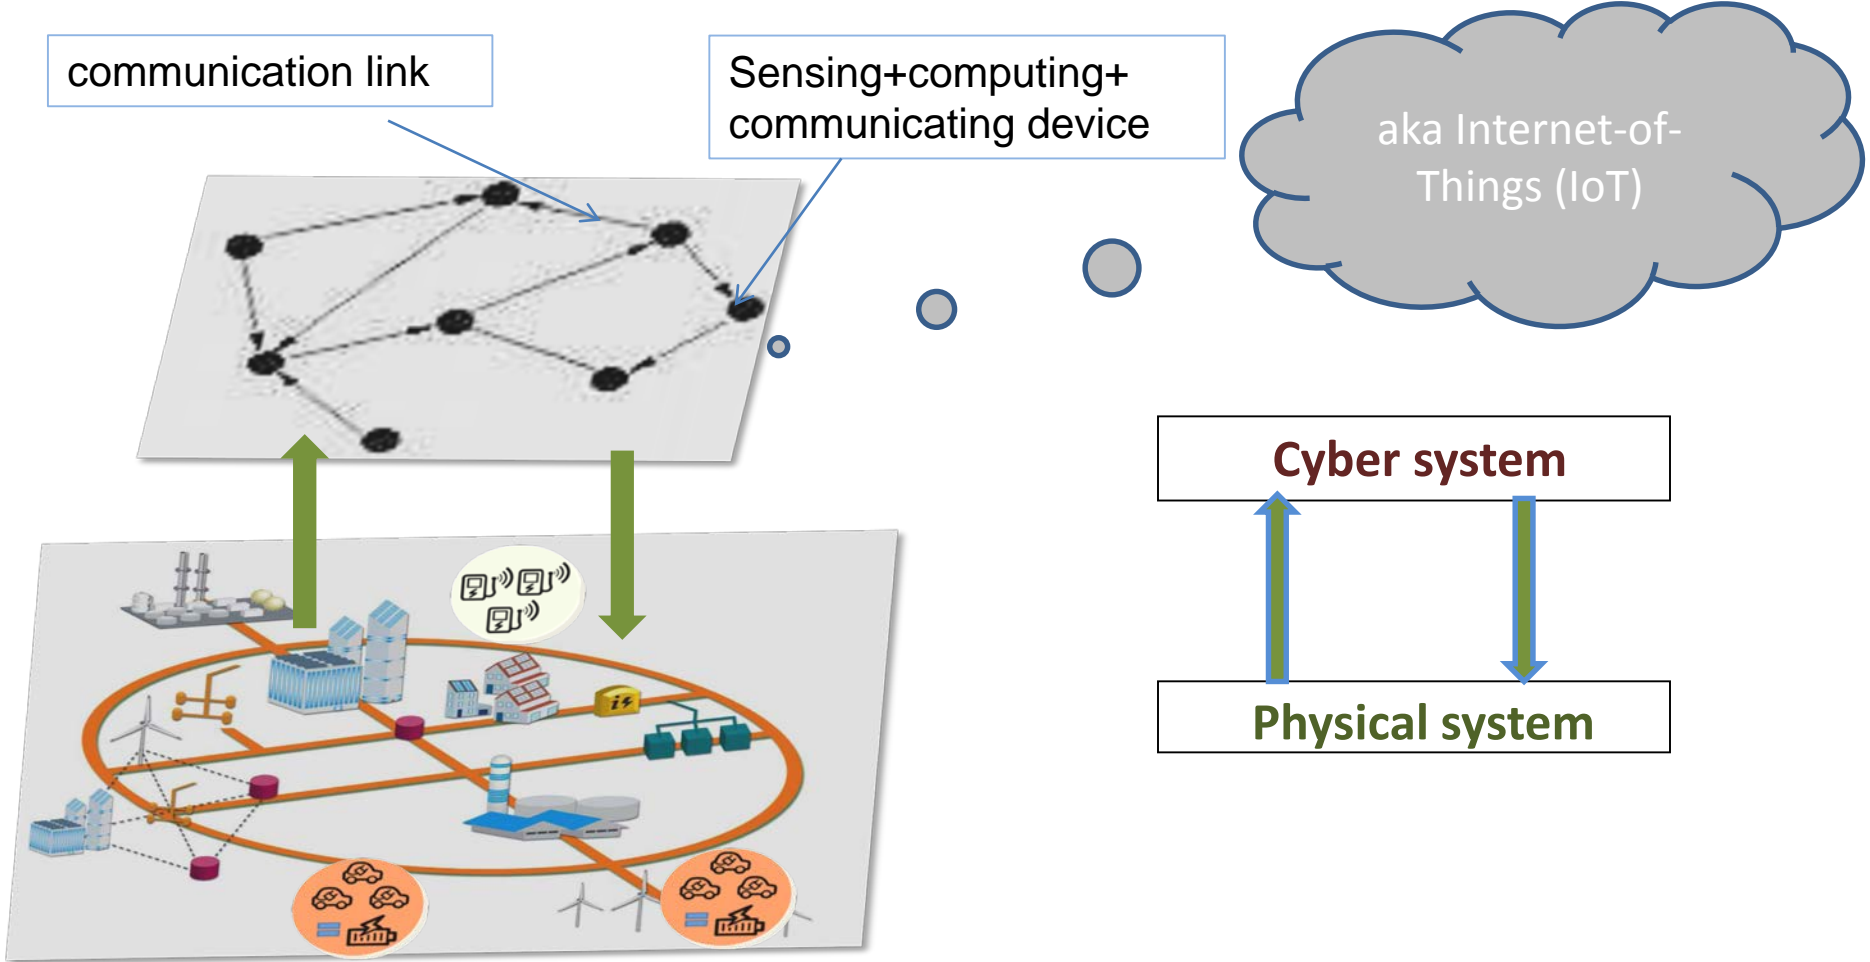 communication link
Sensing+computing+
communicating device
aka Internet-of-
Things (IoT)
Cyber system
Physical system